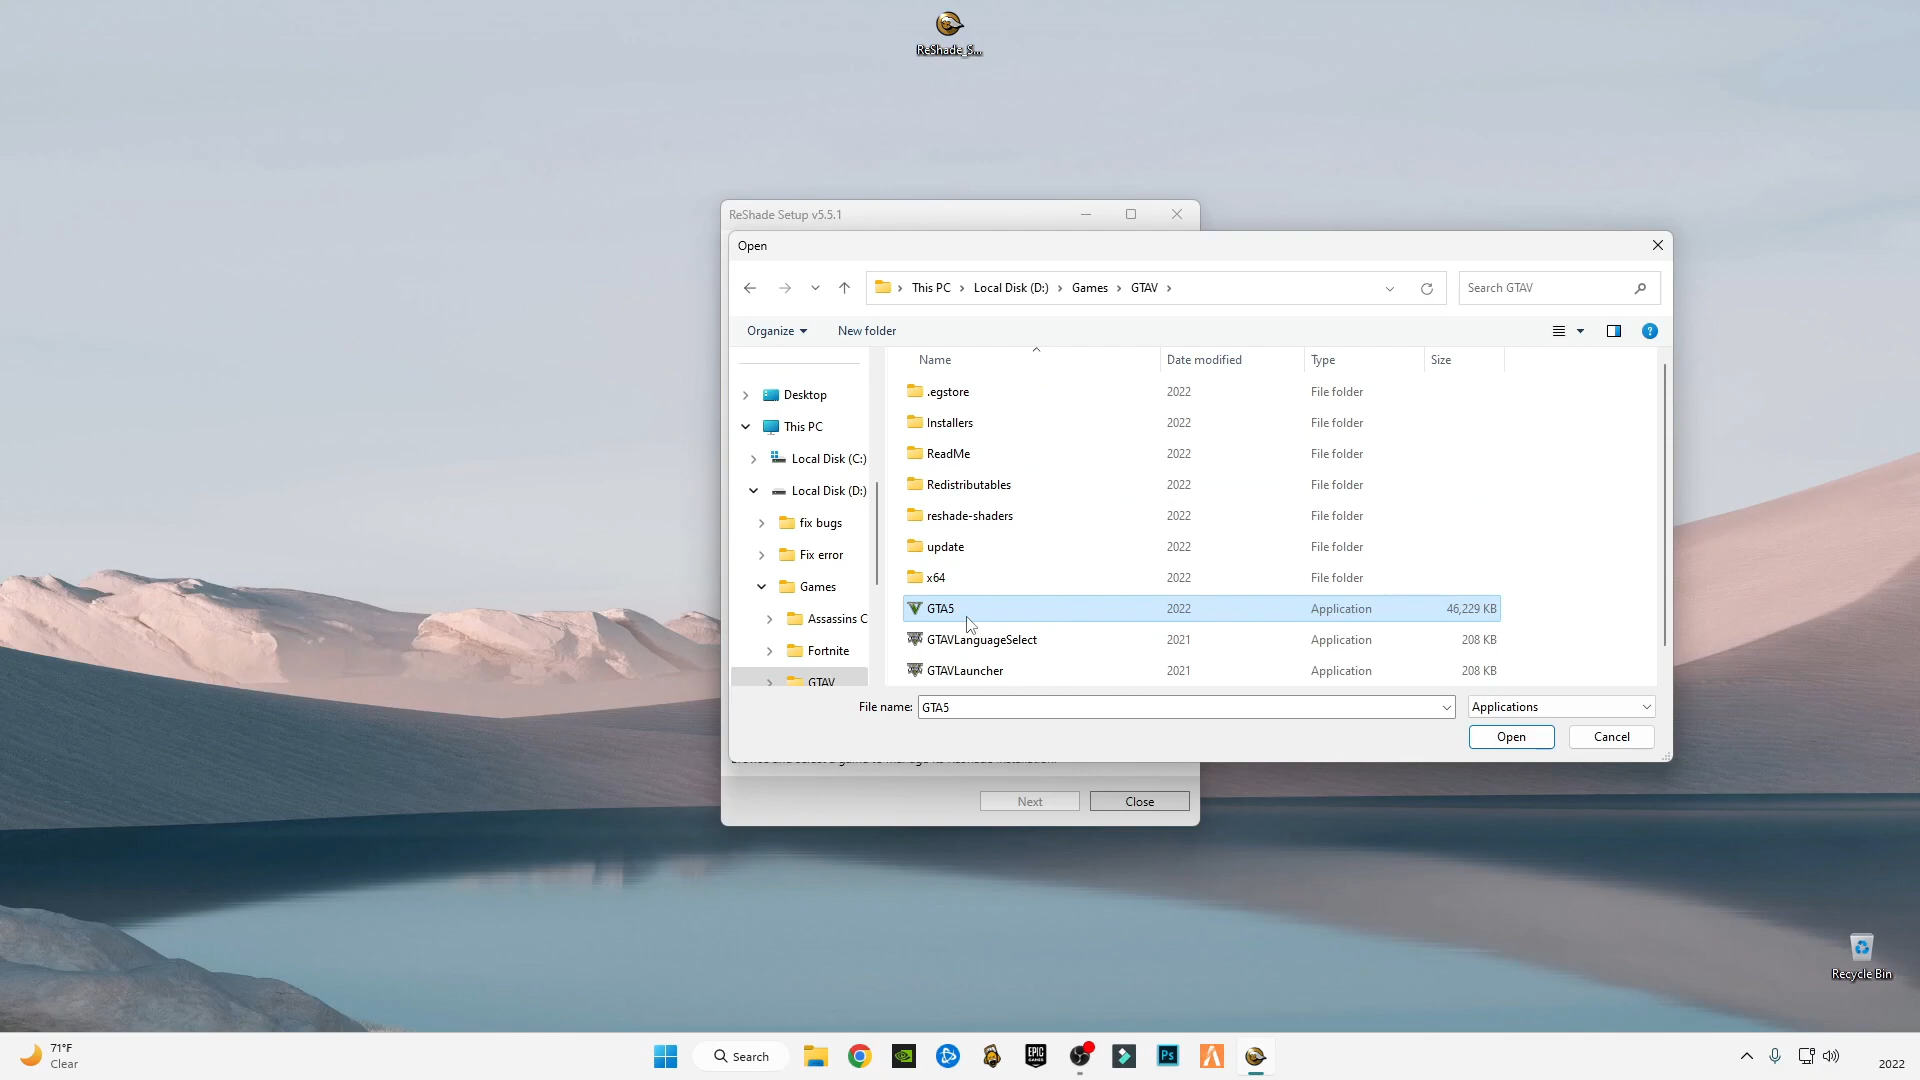 ReShade_S...
ReShade Setup v5.5.1
Open
This PC > Local Disk (D:) > Games > GTAV >
Search GTAV
Organize
New folder
Name
Date modified
Type
Size
Desktop
This PC
Local Disk (C:)
Local Disk (D:)
fix bugs
Fix error
Games
Assassins C
Fortnite
GTAV
.egstore 2022 File folder
Installers 2022 File folder
ReadMe 2022 File folder
Redistributables 2022 File folder
reshade-shaders 2022 File folder
update 2022 File folder
x64 2022 File folder
GTA5 2022 Application 46,229 KB
GTAVLanguageSelect 2021 Application 208 KB
GTAVLauncher 2021 Application 208 KB
File name: GTA5
Applications
Open
Cancel
Next
Close
Recycle Bin
71°F
Clear
Search
EPIC GAMES
Ps
2022